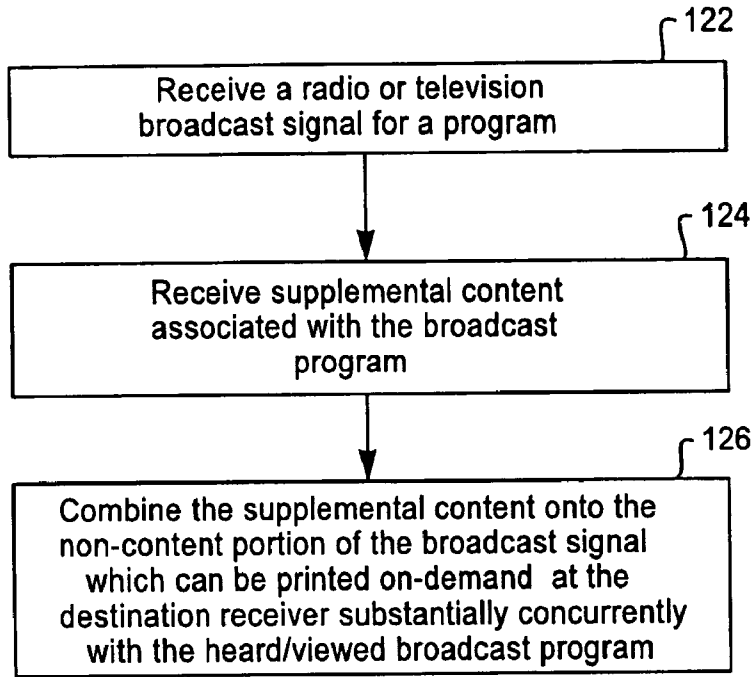 122
Receive a radio or television
broadcast signal for a program
124
Receive supplemental content
associated with the broadcast
program
126
Combine the supplemental content onto the
non-content portion of the broadcast signal
which can be printed on-demand at the
destination receiver substantially concurrently
with the heard/viewed broadcast program